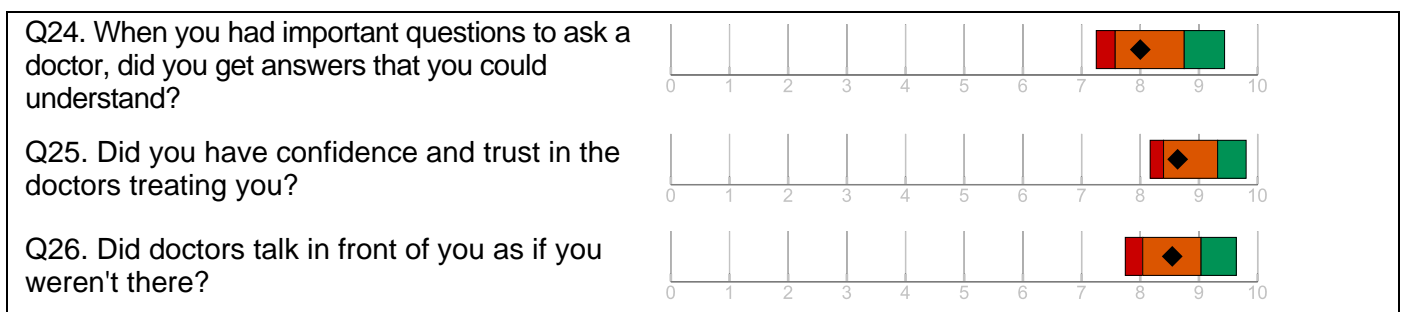 Q24. When you had important questions to ask a
doctor, did you get answers that you could
understand?
0 1 2 3 4 5 6 7 8 9 10
Q25. Did you have confidence and trust in the
doctors treating you?
0 1 2 3 4 5 6 7 8 9 10
Q26. Did doctors talk in front of you as if you
weren't there?
0 1 2 3 4 5 6 7 8 9 10